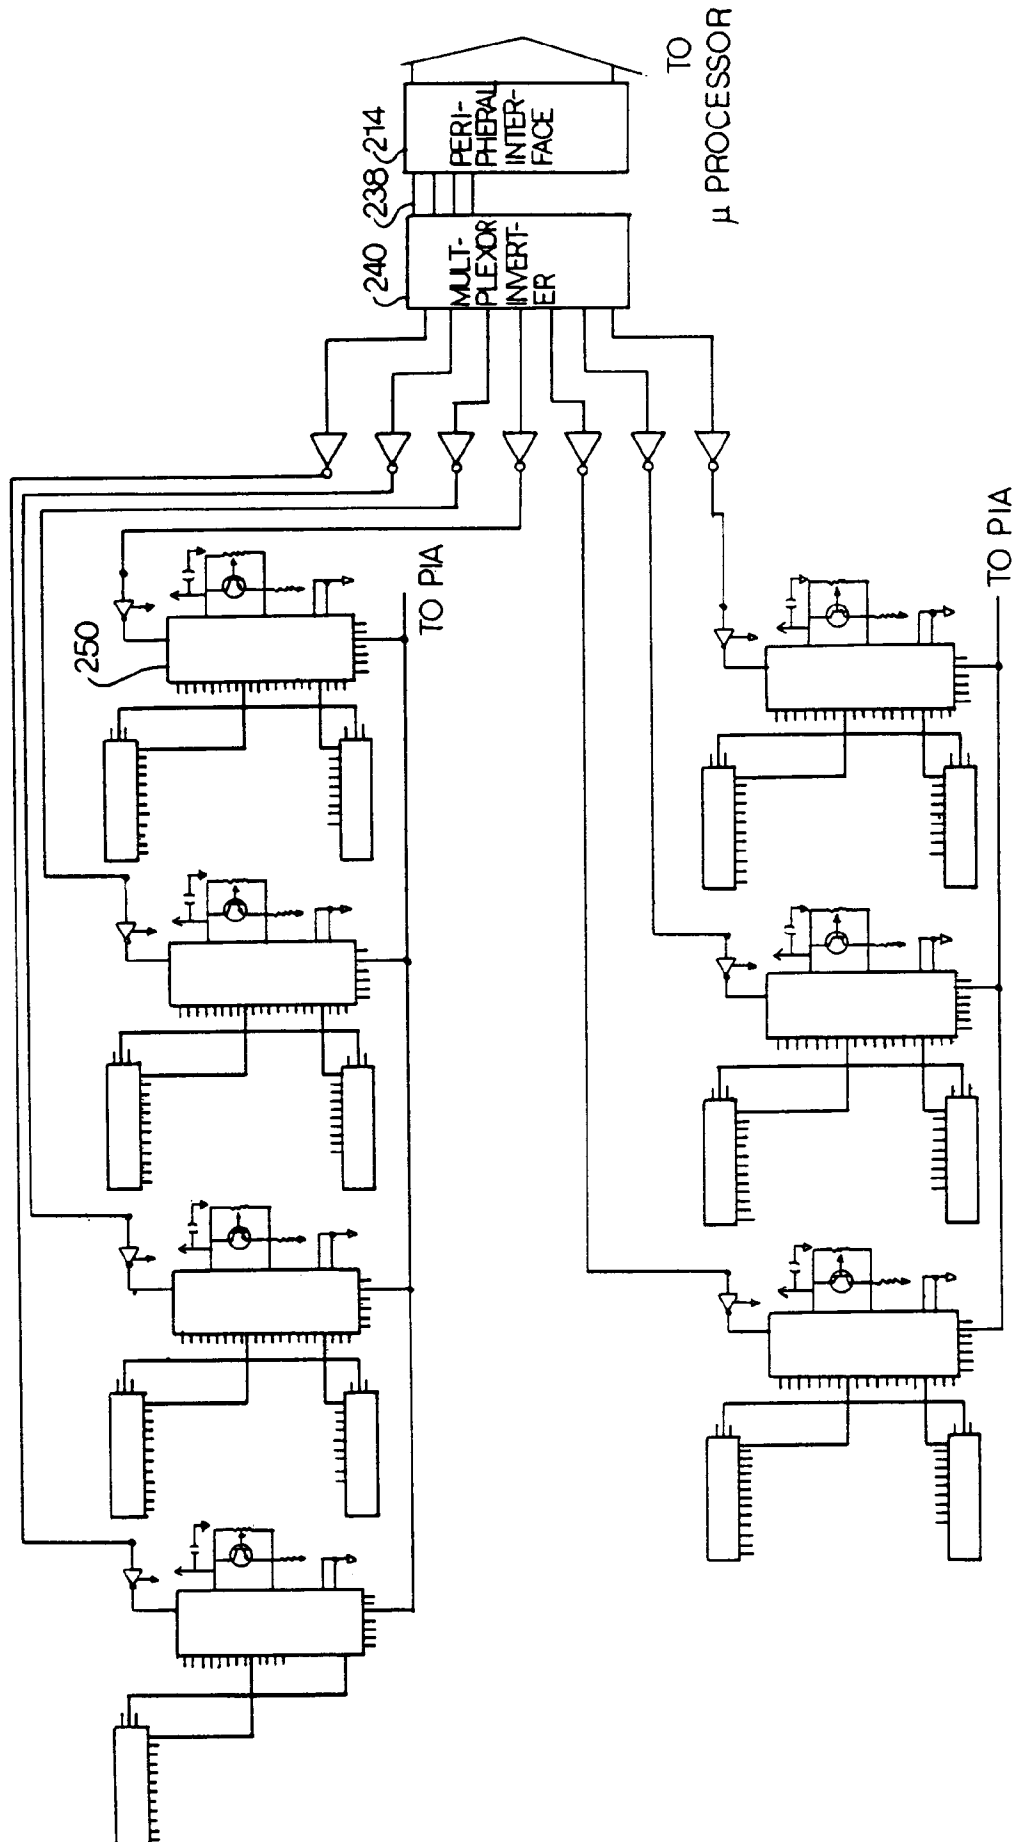 TO
μ PROCESSOR
214
PERI-
PHERAL
INTER-
FACE
238
240
MULT-
PLEXOR
INVERT-
ER
250
TO PIA
TO PIA